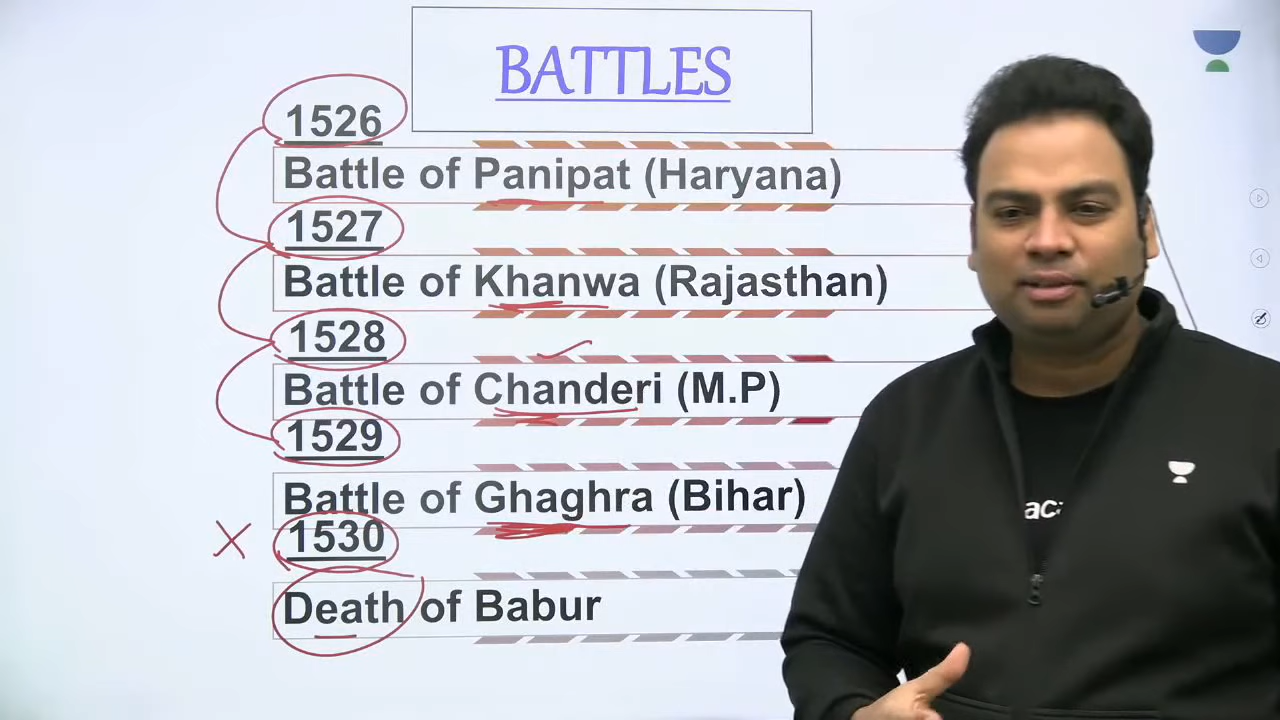 BATTLES
1526
Battle of Panipat (Haryana)
1527
Battle of Khanwa (Rajasthan)
1528
Battle of Chanderi (M.P)
1529
Battle of Ghaghra (Bihar)
1530
Death of Babur